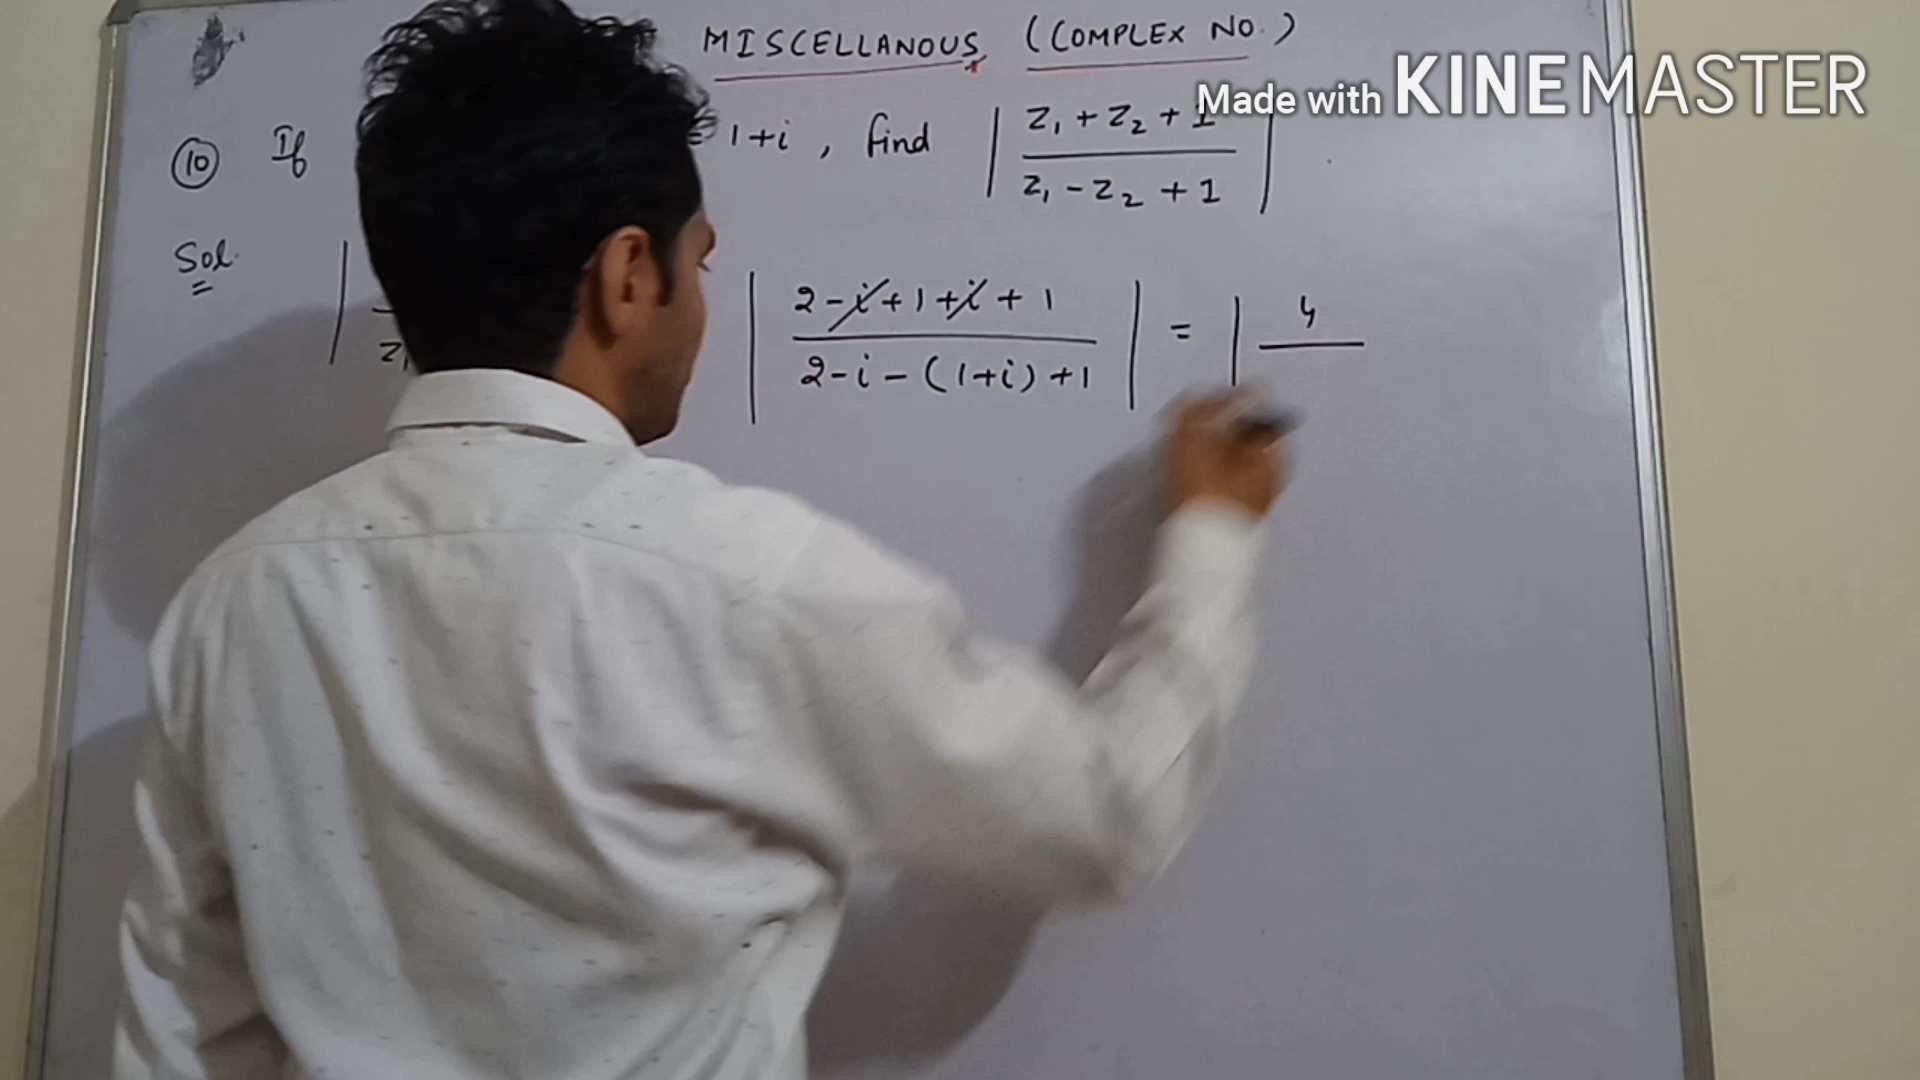 MISCELLANOUS (COMPLEX NO.)
Made with KINEMASTER
(10) If = 1+i , find | (z₁ + z₂ + 1) / (z₁ - z₂ + 1) |
Sol.
| z₁ | (2-i+1+i+1) / (2-i-(1+i)+1) | = | 4